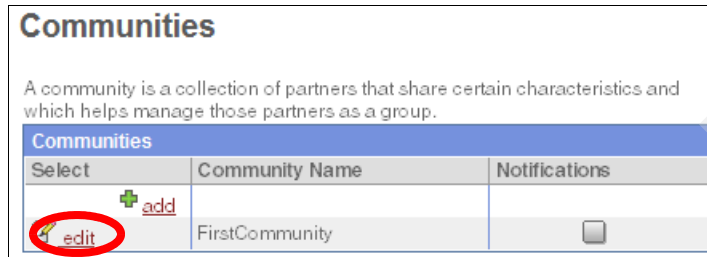 Communities
A community is a collection of partners that share certain characteristics and
which helps manage those partners as a group.
Communities
Select Community Name Notifications
add
edit FirstCommunity